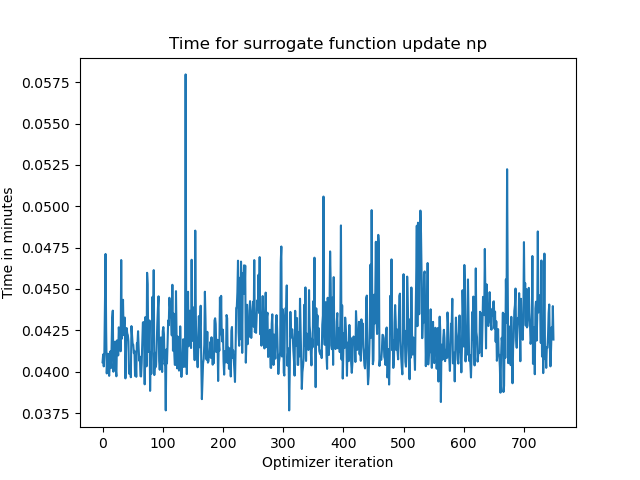 Time for surrogate function update np
Time in minutes
0.0575
0.0550
0.0525
0.0500
0.0475
0.0450
0.0425
0.0400
0.0375
0 100 200 300 400 500 600 700
Optimizer iteration